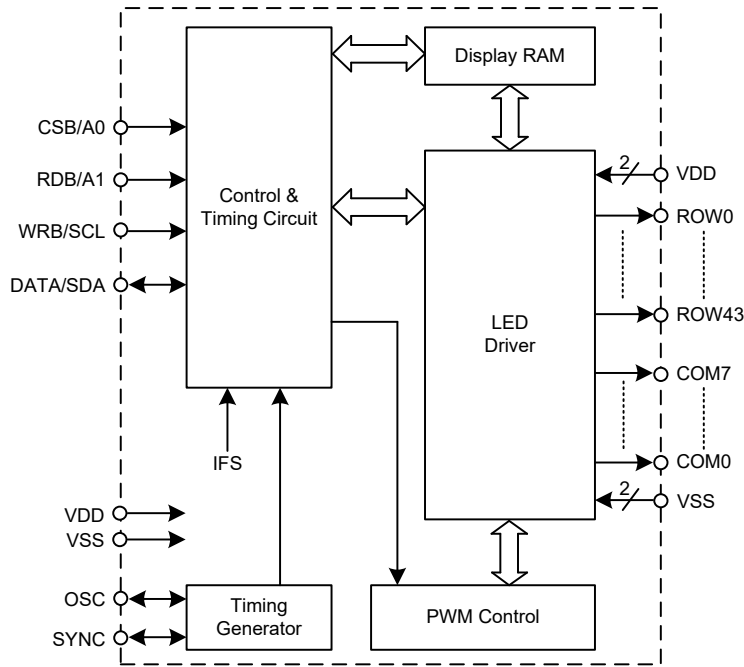 Display RAM
CSB/A0
RDB/A1
WRB/SCL
DATA/SDA
Control &
Timing Circuit
2
VDD
ROW0
ROW43
LED
Driver
COM7
COM0
2
VSS
IFS
VDD
VSS
OSC
SYNC
Timing
Generator
PWM Control